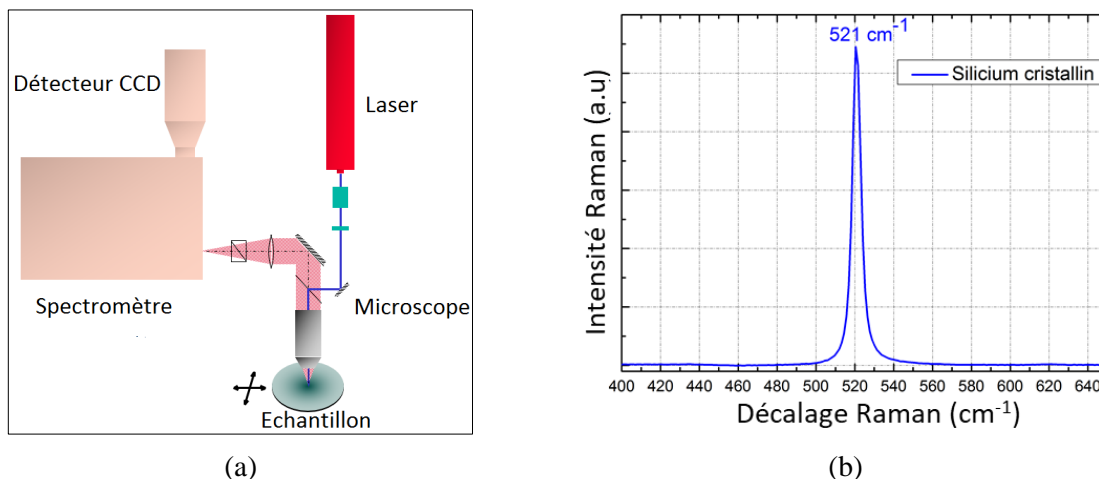 Détecteur CCD
Laser
Spectromètre
Microscope
Echantillon
(a)
521 cm⁻¹
Silicium cristallin
Intensité Raman (a.u)
400 420 440 460 480 500 520 540 560 580 600 620 640
Décalage Raman (cm⁻¹)
(b)